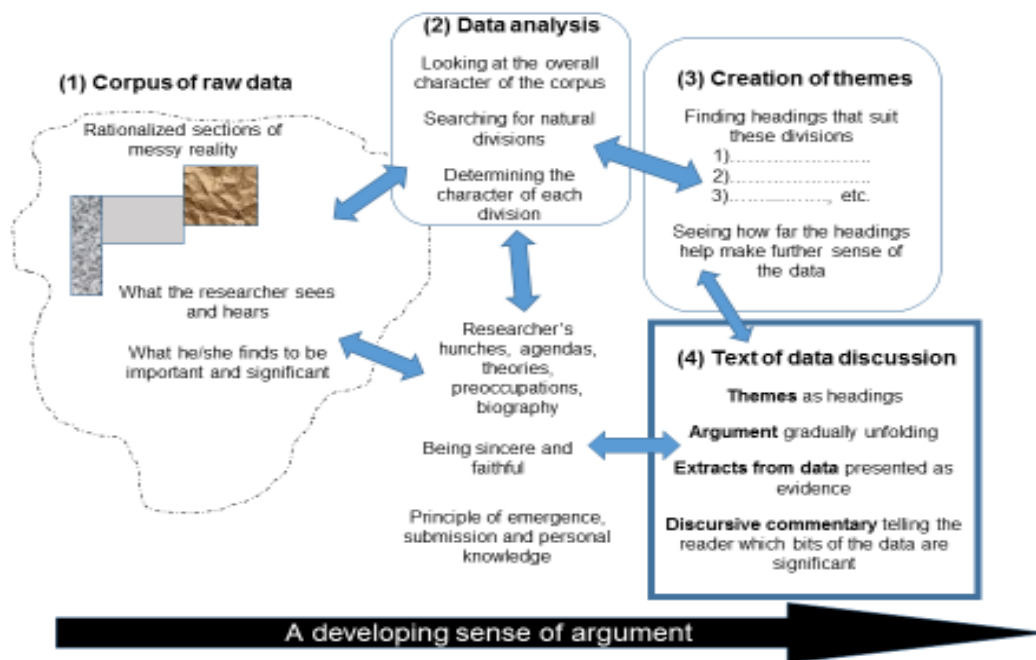 (1) Corpus of raw data
Rationalized sections of
messy reality
What the researcher sees
and hears
What he/she finds to be
important and significant
(2) Data analysis
Looking at the overall
character of the corpus
Searching for natural
divisions
Determining the
character of each
division
Researcher's
hunches, agendas,
theories,
preoccupations,
biography
Being sincere and
faithful
Principle of emergence,
submission and personal
knowledge
(3) Creation of themes
Finding headings that suit
these divisions
1)……………………
2)……………………
3)……………, etc.
Seeing how far the headings
help make further sense of
the data
(4) Text of data discussion
Themes as headings
Argument gradually unfolding
Extracts from data presented as
evidence
Discursive commentary telling the
reader which bits of the data are
significant
A developing sense of argument